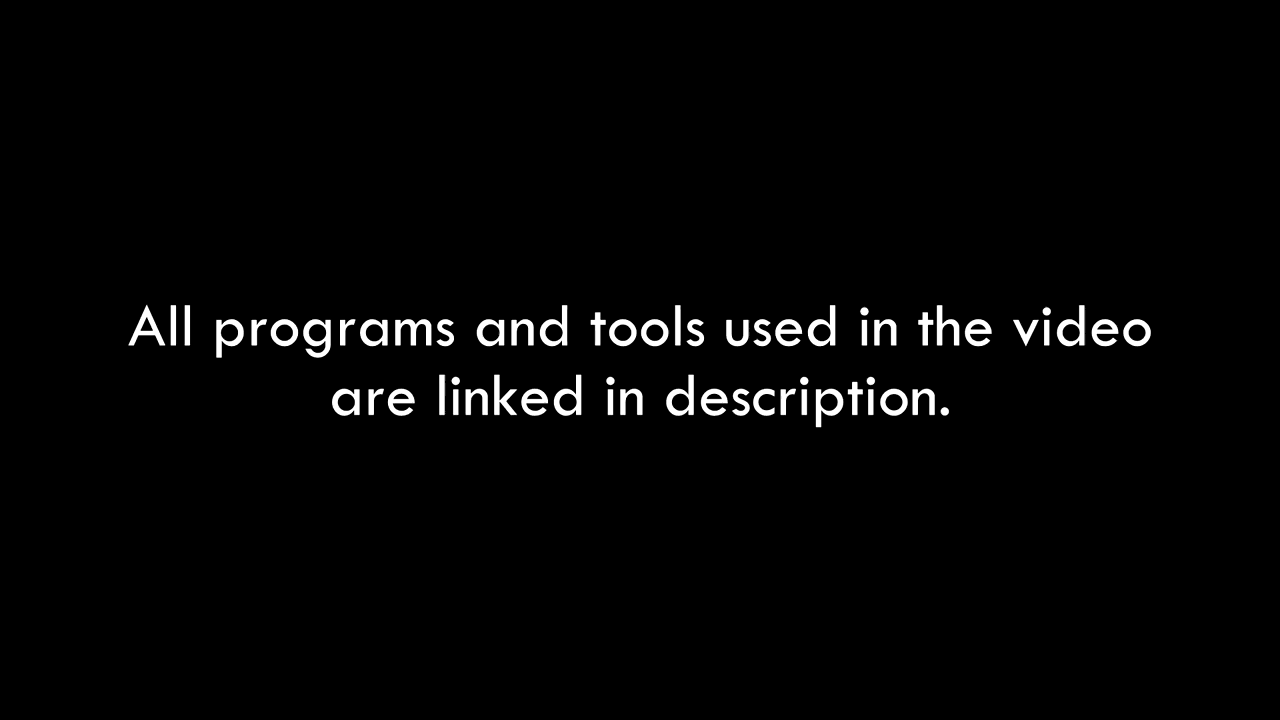 All programs and tools used in the video
are linked in description.